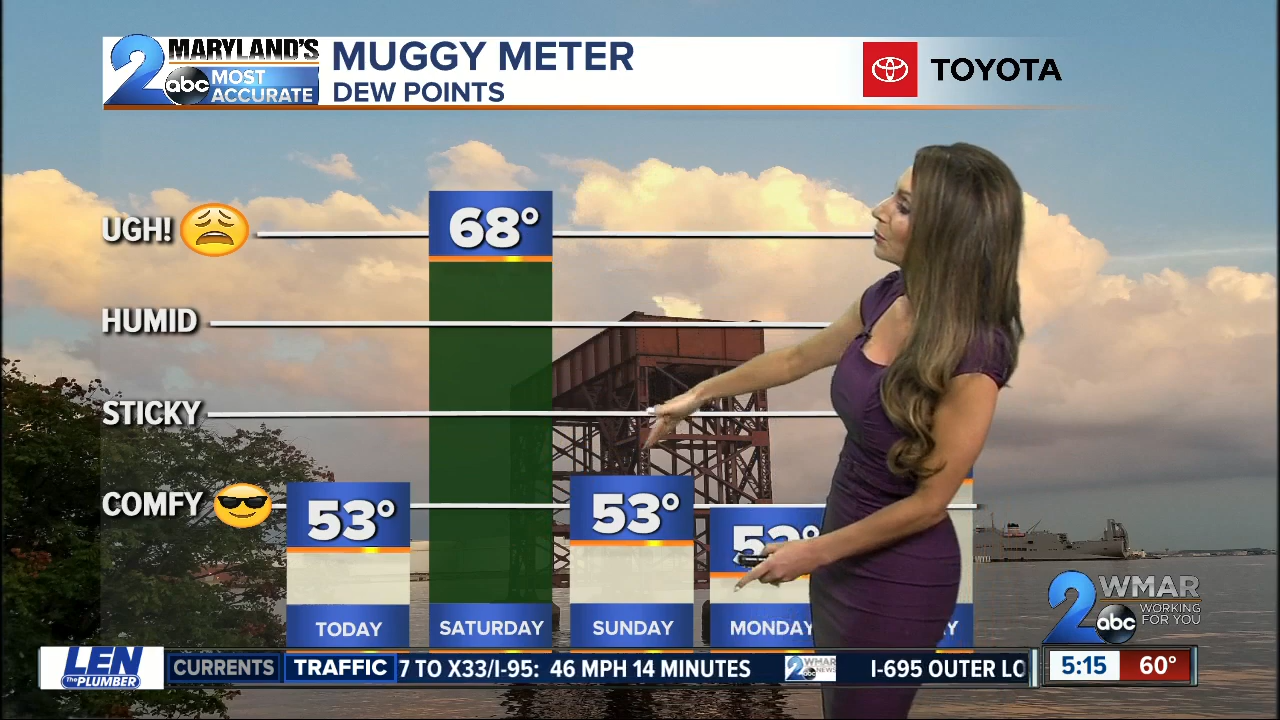 2 abc MARYLAND'S MOST ACCURATE
MUGGY METER
DEW POINTS
TOYOTA
UGH!
HUMID
STICKY
COMFY
68°
53°
53°
TODAY
SATURDAY
SUNDAY
MONDAY
2 abc WMAR
WORKING
FOR YOU
LEN
The PLUMBER
CURRENTS
TRAFFIC
7 TO X33/I-95: 46 MPH 14 MINUTES
2 abc WMAR NEWS
I-695 OUTER LO
5:15
60°